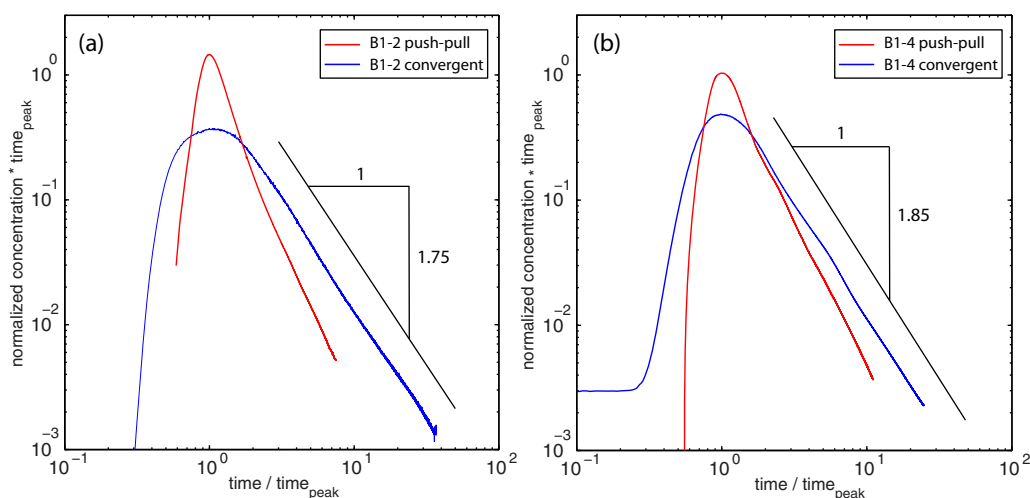 (a)
B1-2 push-pull
B1-2 convergent
normalized concentration * time_peak
10^0
10^-1
10^-2
10^-3
1
1.75
10^-1
10^0
10^1
10^2
time / time_peak
(b)
B1-4 push-pull
B1-4 convergent
normalized concentration * time_peak
10^0
10^-1
10^-2
10^-3
1
1.85
10^-1
10^0
10^1
10^2
time / time_peak